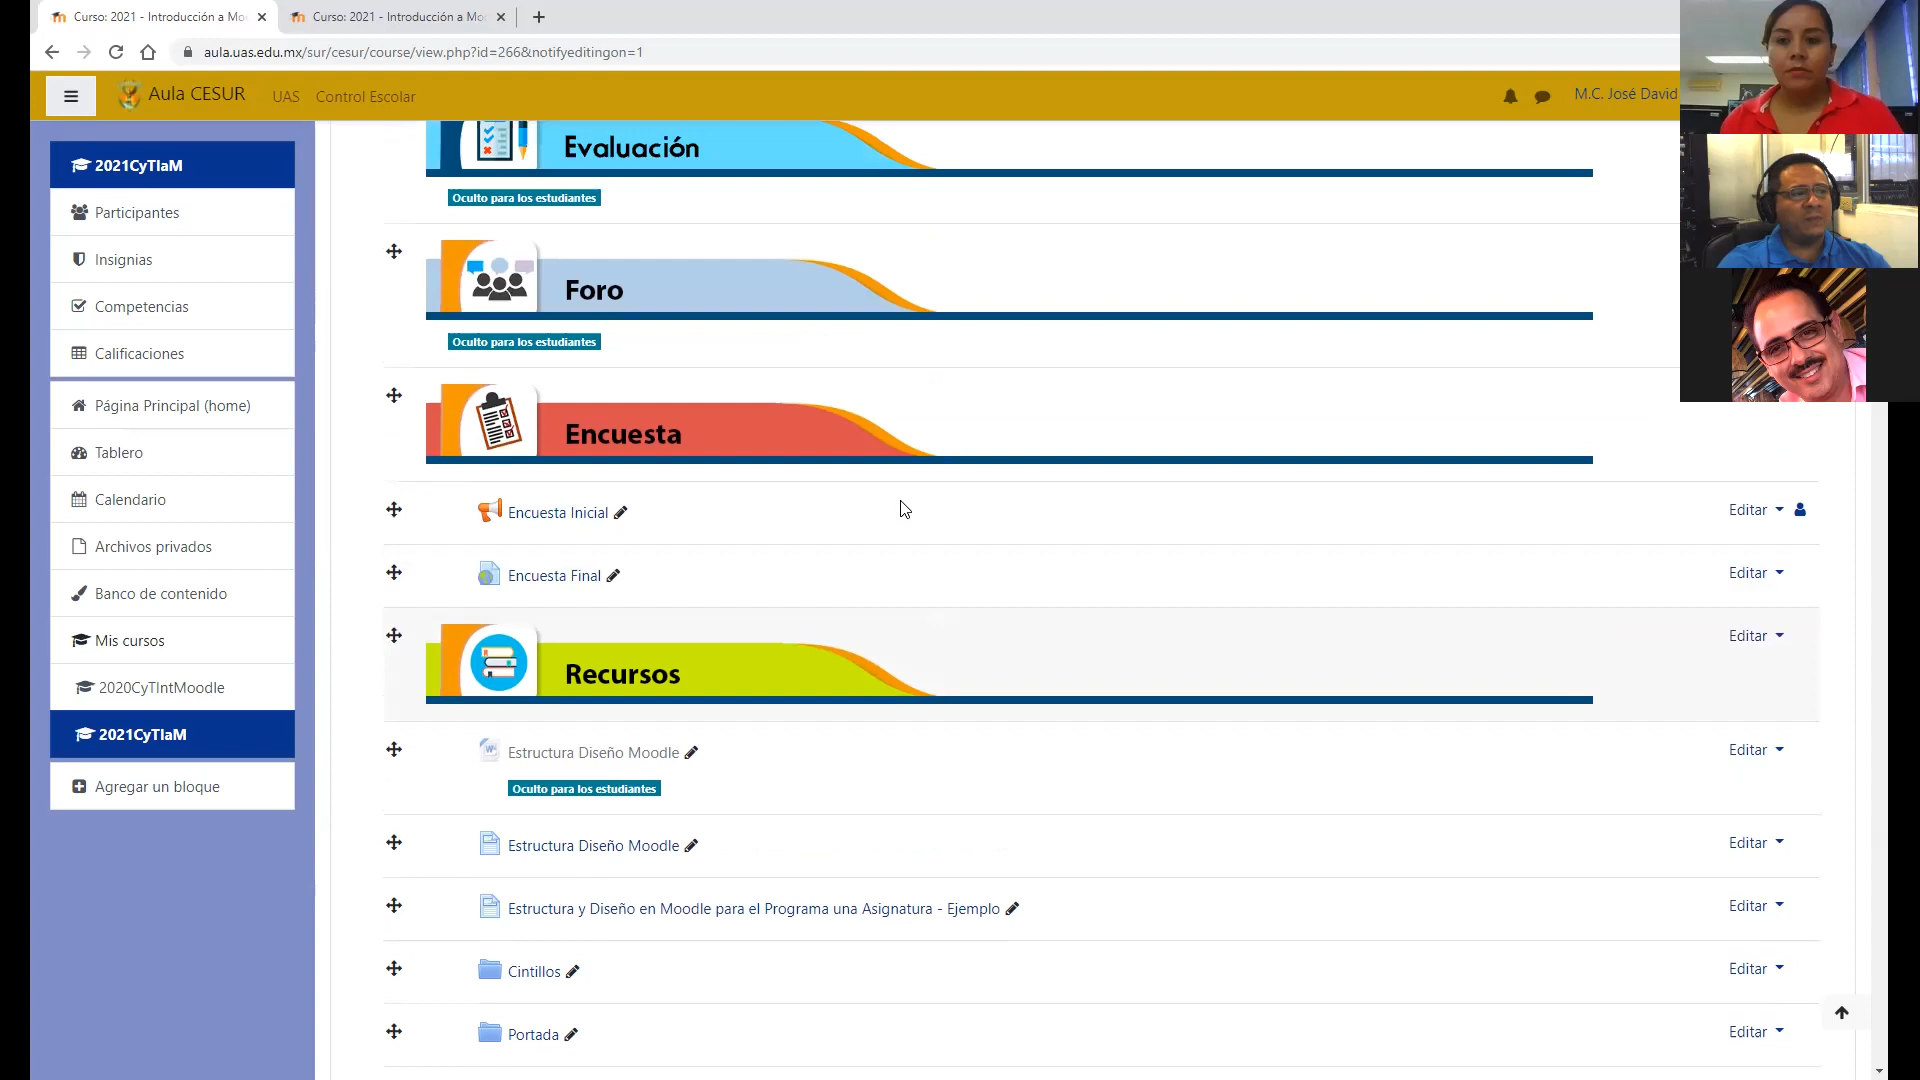 Curso: 2021 - Introducción a Mo
Curso: 2021 - Introducción a Mo
aula.uas.edu.mx/sur/cesur/course/view.php?id=266&notifyeditingon=1
Aula CESUR
UAS
Control Escolar
M.C. José David
2021CyTIaM
Participantes
Insignias
Competencias
Calificaciones
Página Principal (home)
Tablero
Calendario
Archivos privados
Banco de contenido
Mis cursos
2020CyTIntMoodle
2021CyTIaM
Agregar un bloque
Evaluación
Oculto para los estudiantes
Foro
Oculto para los estudiantes
Encuesta
Encuesta Inicial
Editar
Encuesta Final
Editar
Recursos
Editar
Estructura Diseño Moodle
Editar
Oculto para los estudiantes
Estructura Diseño Moodle
Editar
Estructura y Diseño en Moodle para el Programa una Asignatura - Ejemplo
Editar
Cintillos
Editar
Portada
Editar